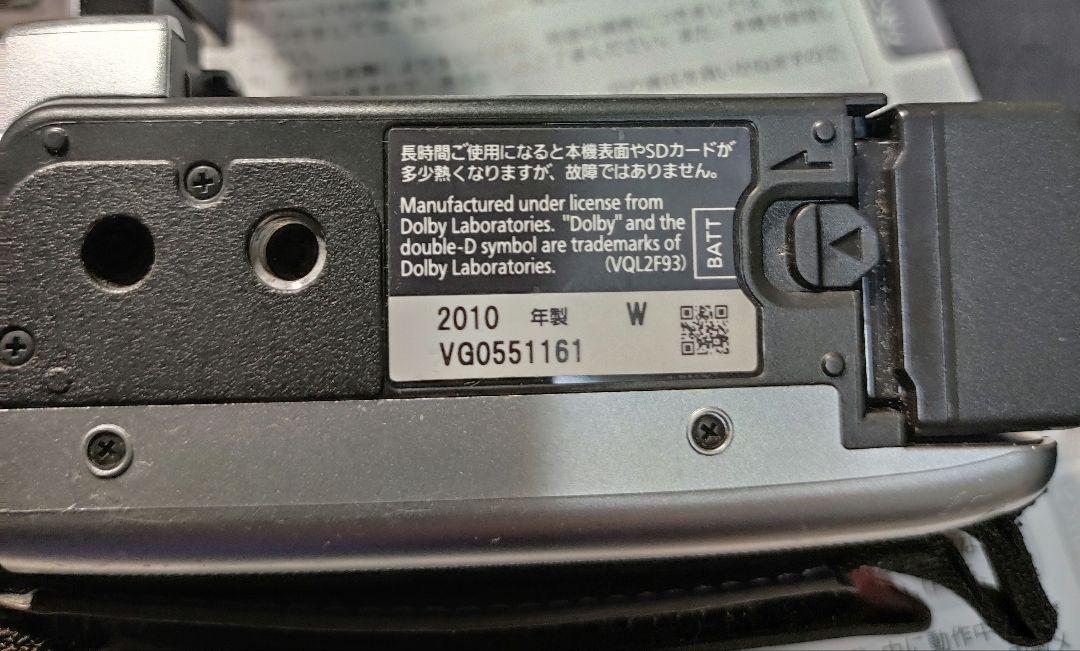 長時間ご使用になると本機表面やSDカードが
多少熱くなりますが、故障ではありません。
Manufactured under license from
Dolby Laboratories. "Dolby" and the
double-D symbol are trademarks of
Dolby Laboratories. (VQL2F93)
BATT
2010 年製 W
VG0551161